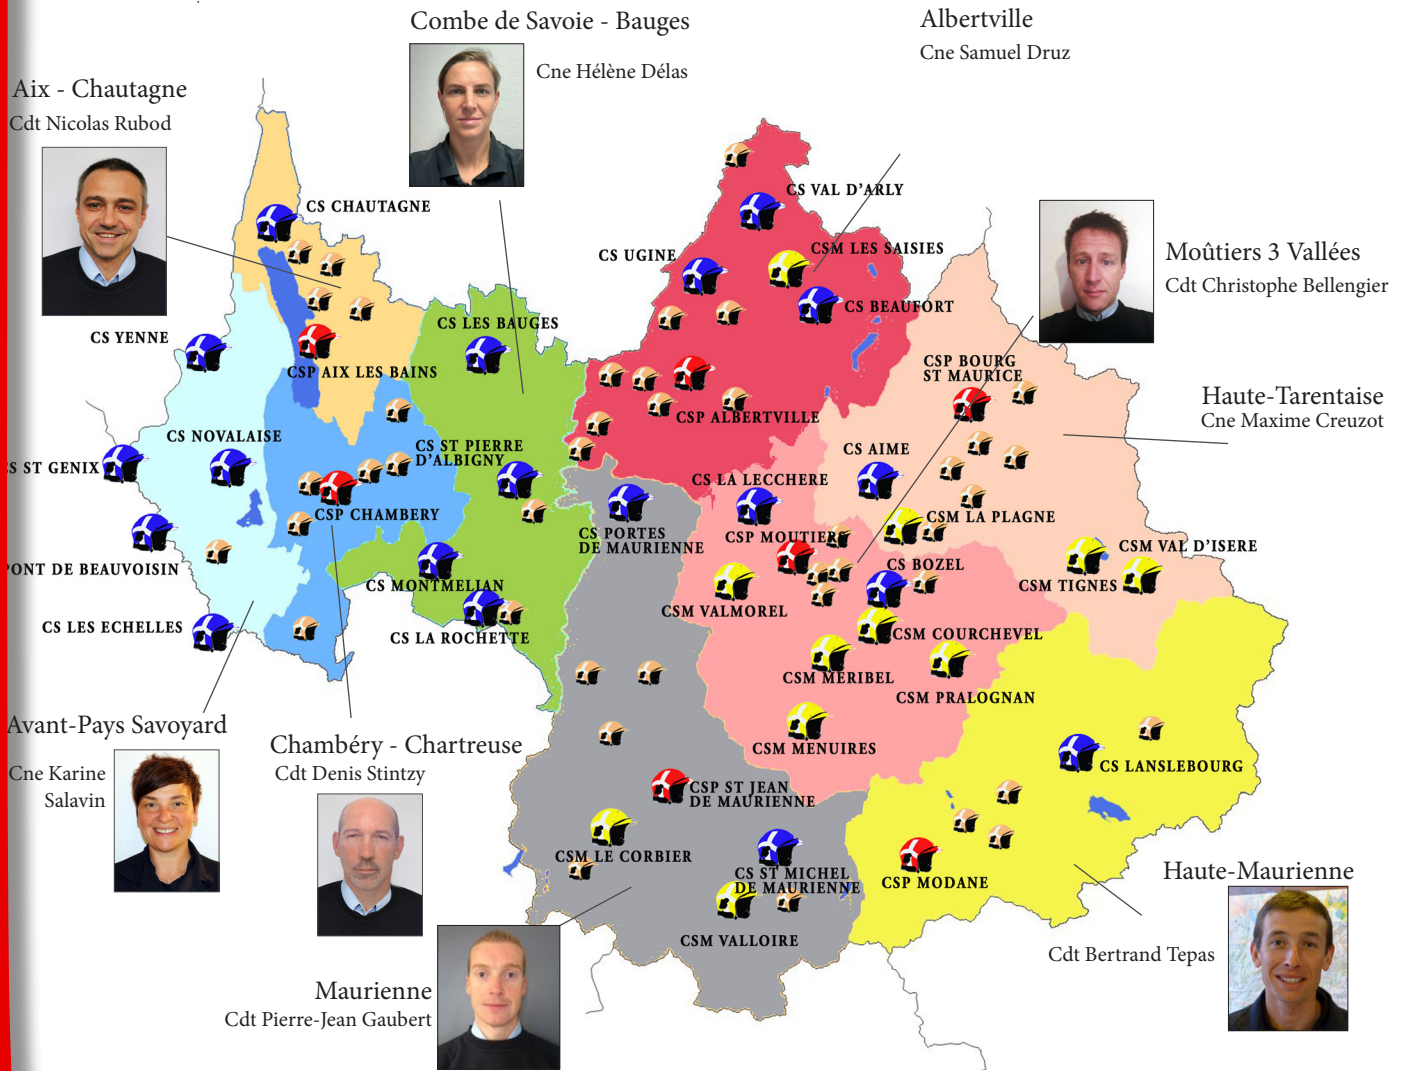 Combe de Savoie - Bauges
Cne Hélène Délas
Albertville
Cne Samuel Druz
Aix - Chautagne
Cdt Nicolas Rubod
Moûtiers 3 Vallées
Cdt Christophe Bellengier
Haute-Tarentaise
Cne Maxime Creuzot
CS CHAUTAGNE
CS VAL D'ARLY
CSM LES SAISIES
CS UGINE
CS BEAUFORT
CS LES BAUGES
CS YENNE
CSP AIX LES BAINS
CSP BOURG
ST MAURICE
CSP ALBERTVILLE
CS NOVALAISE
CS ST PIERRE
D'ALBIGNY
CS AIME
S ST GENIX
CS LA LECCHERE
CSP CHAMBERY
CSM LA PLAGNE
CS PORTES
DE MAURIENNE
CSP MOUTIERS
CSM VAL D'ISERE
CS BOZEL
PONT DE BEAUVOISIN
CS MONTMELIAN
CSM TIGNES
CSM VALMOREL
CS LES ECHELLES
CS LA ROCHETTE
CSM COURCHEVEL
CSM MERIBEL
CSM PRALOGNAN
CSM MENUIRES
CS LANSLEBOURG
CSP ST JEAN
DE MAURIENNE
CSM LE CORBIER
CS ST MICHEL
DE MAURIENNE
CSP MODANE
CSM VALLOIRE
Avant-Pays Savoyard
Cne Karine
Salavin
Chambéry - Chartreuse
Cdt Denis Stintzy
Maurienne
Cdt Pierre-Jean Gaubert
Haute-Maurienne
Cdt Bertrand Tepas